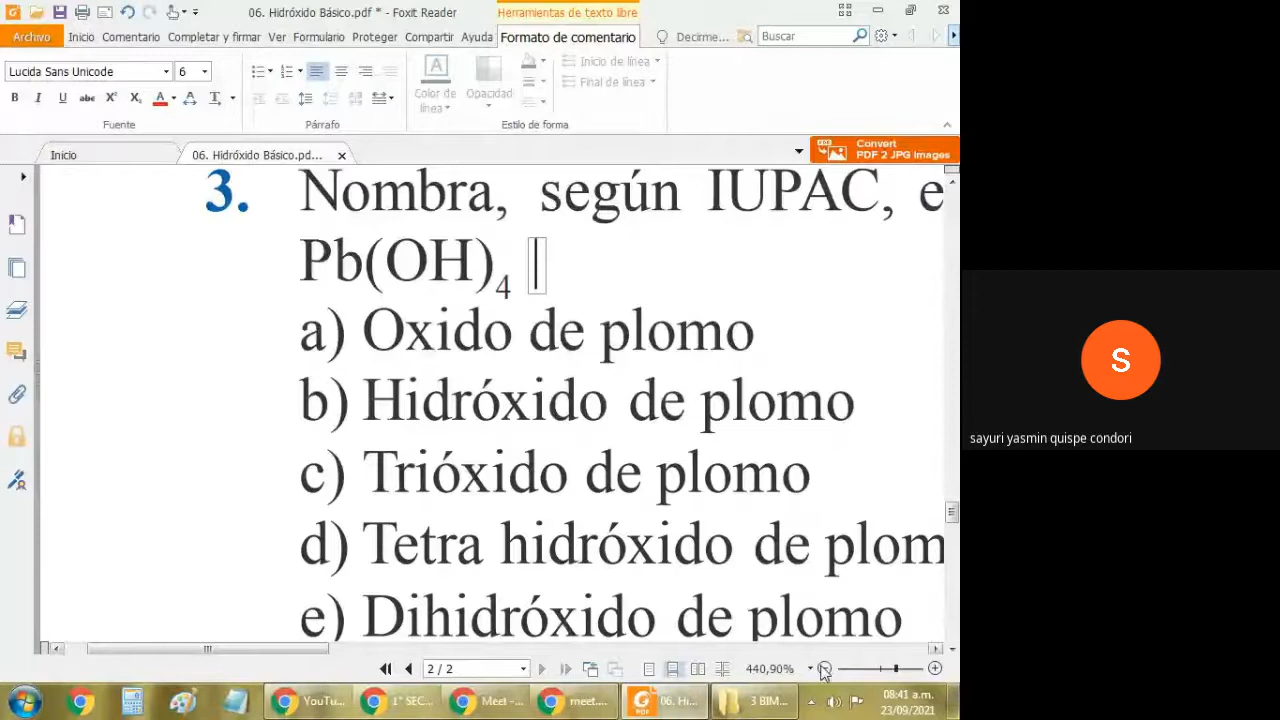 06. Hidróxido Básico.pdf * - Foxit Reader
Herramientas de texto libre
Archivo Inicio Comentario Completar y firmar Ver Formulario Proteger Compartir Ayuda Formato de comentario Decirme... Buscar
Lucida Sans Unicode 6
Color de línea Opacidad
Inicio de línea
Final de línea
Fuente Párrafo Estilo de forma
Inicio 06. Hidróxido Básico.pd...
Convert
PDF 2 JPG Images
3. Nombra, según IUPAC, e
Pb(OH)4
a) Oxido de plomo
b) Hidróxido de plomo
c) Trióxido de plomo
d) Tetra hidróxido de plom
e) Dihidróxido de plomo
S
sayuri yasmin quispe condori
2 / 2 440,90%
YouTu... 1° SEC... Meet -... meet.... 06. Hi... 3 BIM...
08:41 a.m.
23/09/2021